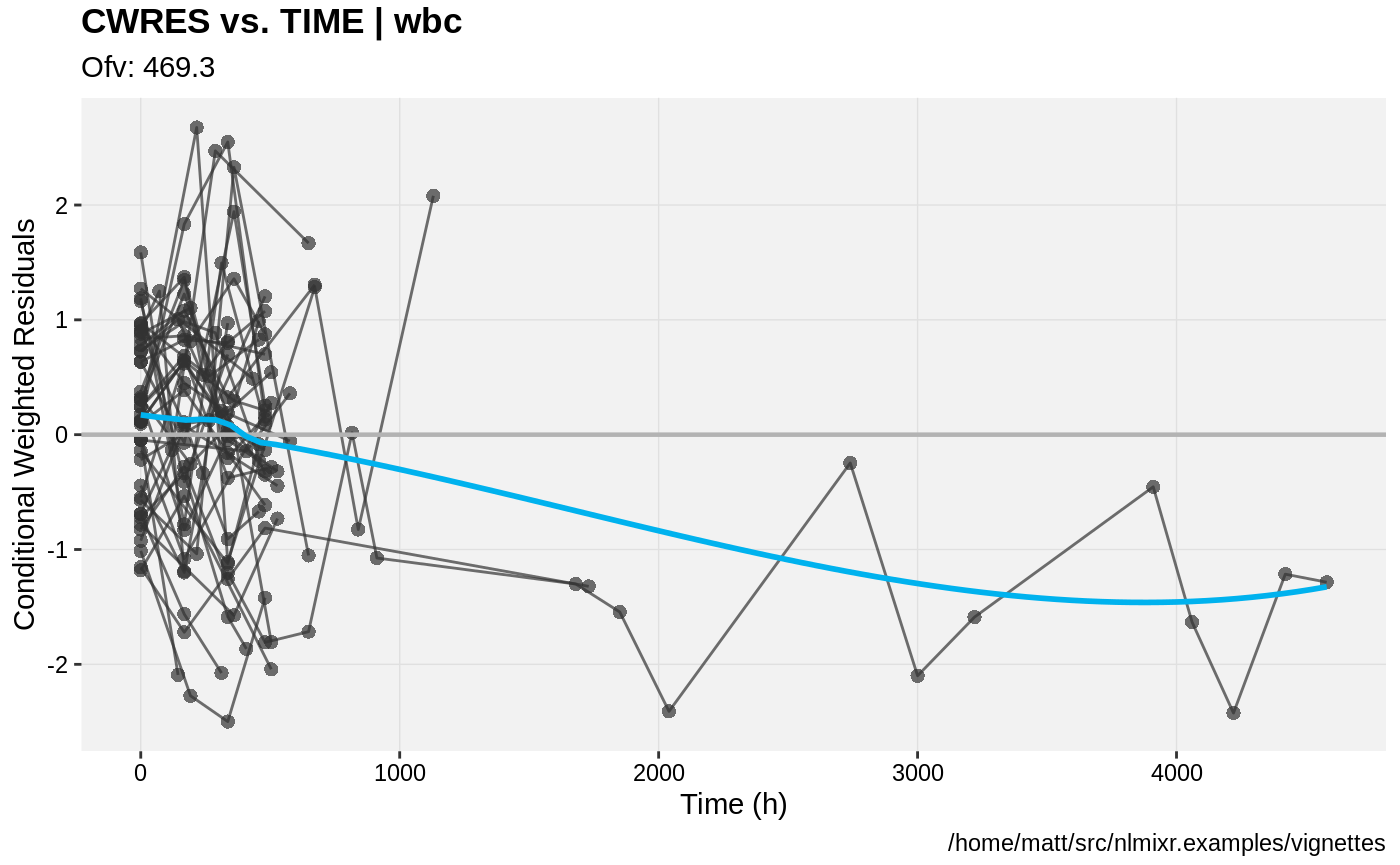 CWRES vs. TIME | wbc
Ofv: 469.3
Conditional Weighted Residuals
2
1
0
-1
-2
0 1000 2000 3000 4000
Time (h)
/home/matt/src/nlmixr.examples/vignettes